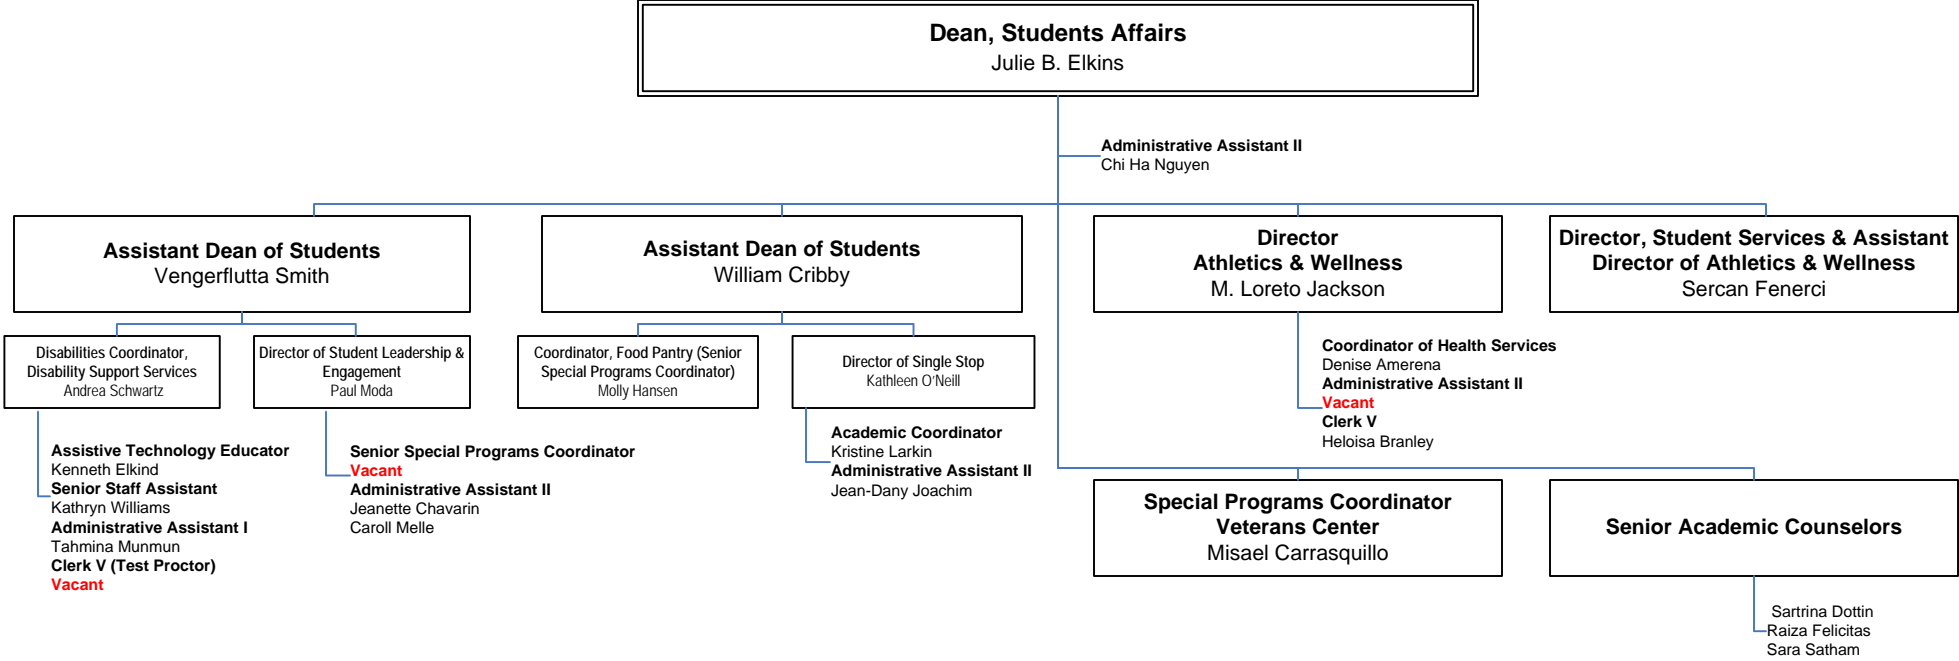 Dean, Students Affairs
Julie B. Elkins
Administrative Assistant II
Chi Ha Nguyen
Assistant Dean of Students
Vengerflutta Smith
Assistant Dean of Students
William Cribby
Director
Athletics & Wellness
M. Loreto Jackson
Director, Student Services & Assistant
Director of Athletics & Wellness
Sercan Fenerci
Disabilities Coordinator,
Disability Support Services
Andrea Schwartz
Director of Student Leadership &
Engagement
Paul Moda
Coordinator, Food Pantry (Senior
Special Programs Coordinator)
Molly Hansen
Director of Single Stop
Kathleen O'Neill
Coordinator of Health Services
Denise Amerena
Administrative Assistant II
Vacant
Clerk V
Heloisa Branley
Assistive Technology Educator
Kenneth Elkind
Senior Staff Assistant
Kathryn Williams
Administrative Assistant I
Tahmina Munmun
Clerk V (Test Proctor)
Vacant
Senior Special Programs Coordinator
Vacant
Administrative Assistant II
Jeanette Chavarin
Caroll Melle
Academic Coordinator
Kristine Larkin
Administrative Assistant II
Jean-Dany Joachim
Special Programs Coordinator
Veterans Center
Misael Carrasquillo
Senior Academic Counselors
Sartrina Dottin
Raiza Felicitas
Sara Satham